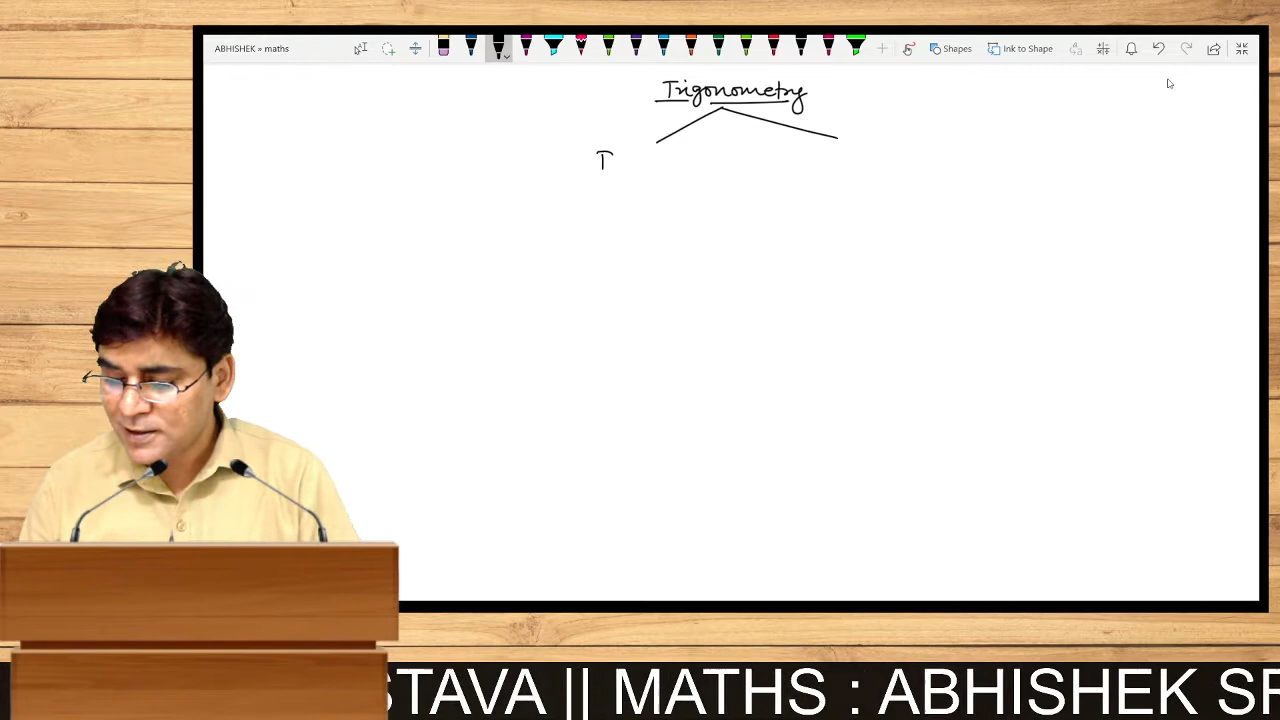 ABHISHEK » maths
Shapes
Ink to Shape
Trigonometry
T
STAVA || MATHS : ABHISHEK SR